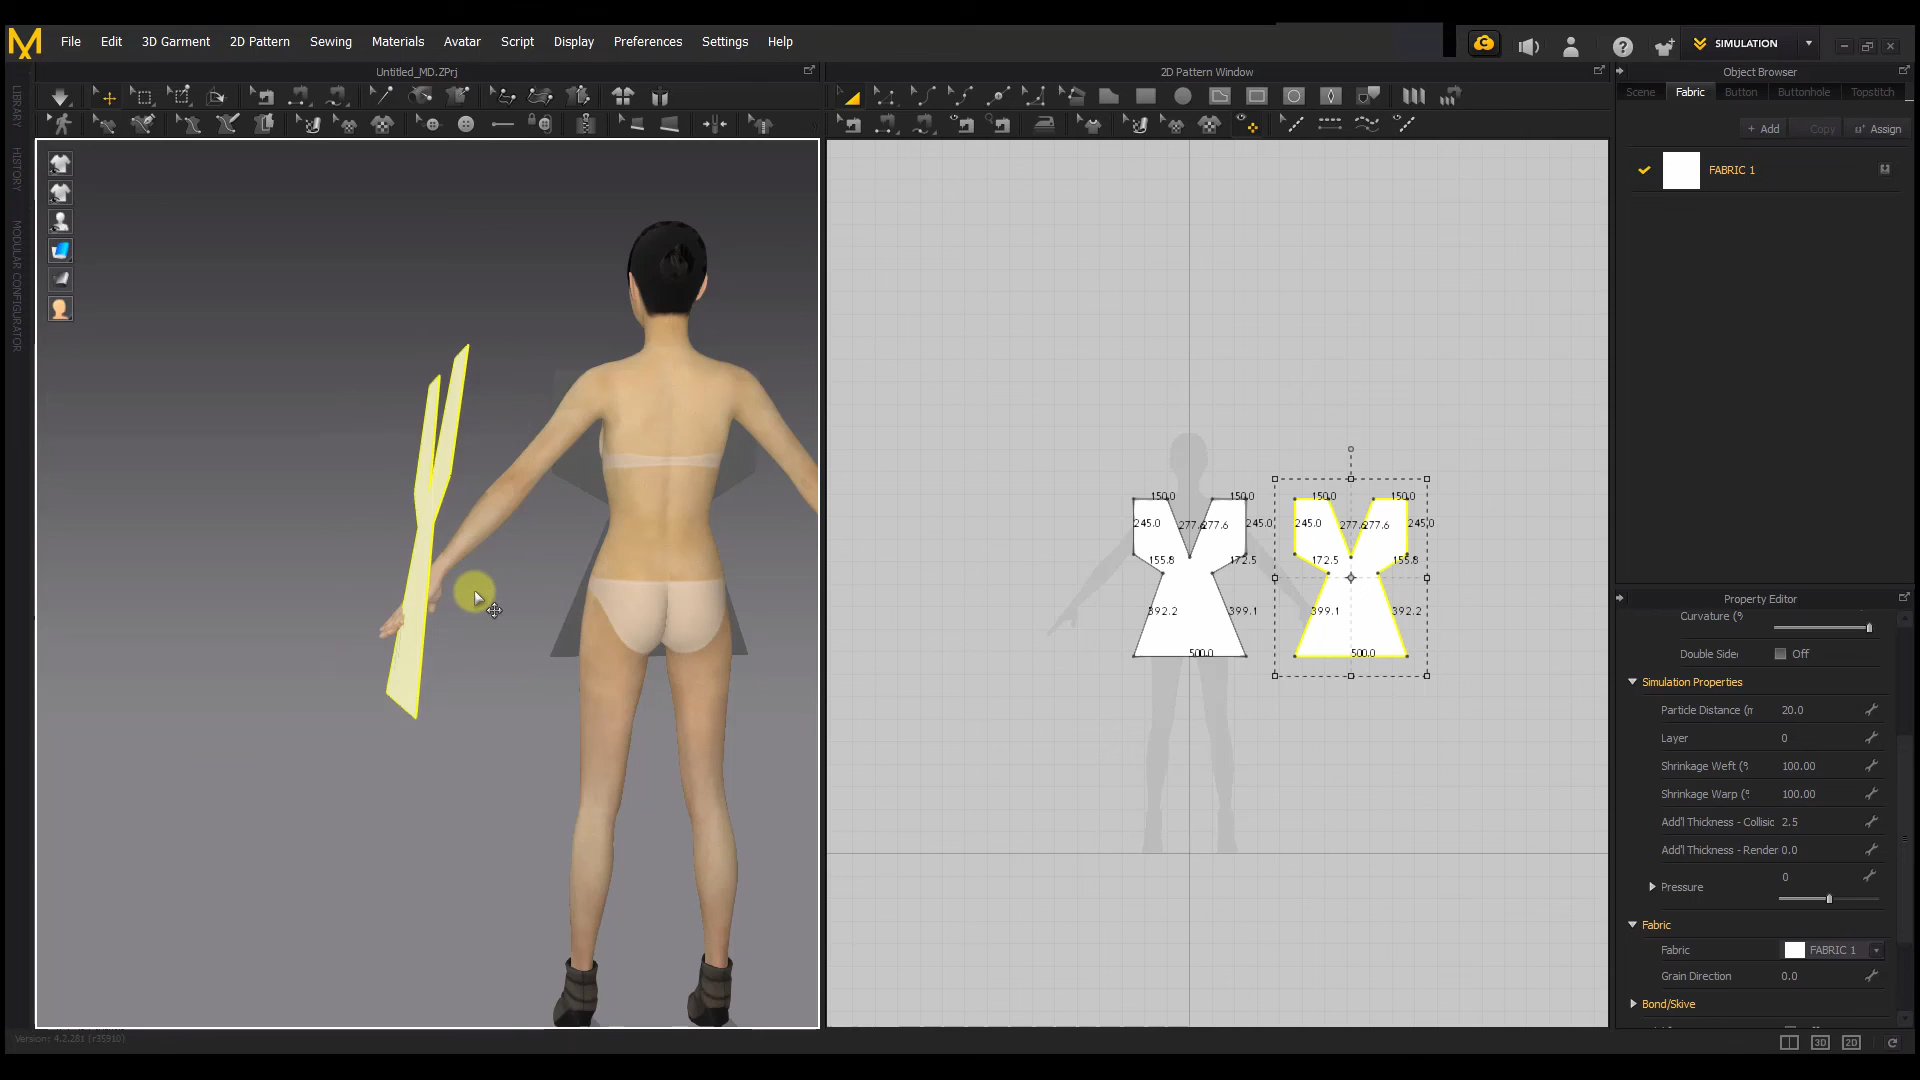 File Edit 3D Garment 2D Pattern Sewing Materials Avatar Script Display Preferences Settings Help
SIMULATION
Untitled_MD.ZPrj
2D Pattern Window
Object Browser
Scene Fabric Button Buttonhole Topstitch
+ Add Copy Assign
FABRIC 1
LIBRARY
HISTORY
MODULAR CONFIGURATOR
150.0 150.0 150.0 150.0
245.0 277.6 277.6 245.0 245.0 277.6 277.6 245.0
155.8 172.5 172.5 155.8
392.2 399.1 399.1 392.2
500.0 500.0
Property Editor
Curvature (%
Double Side Off
Simulation Properties
Particle Distance (m 20.0
Layer 0
Shrinkage Weft (% 100.00
Shrinkage Warp (% 100.00
Add'l Thickness - Collisic 2.5
Add'l Thickness - Render 0.0
Pressure 0
Fabric
Fabric FABRIC 1
Grain Direction 0.0
Bond/Skive
Version: 4.2.281 (r35910)
3D 2D